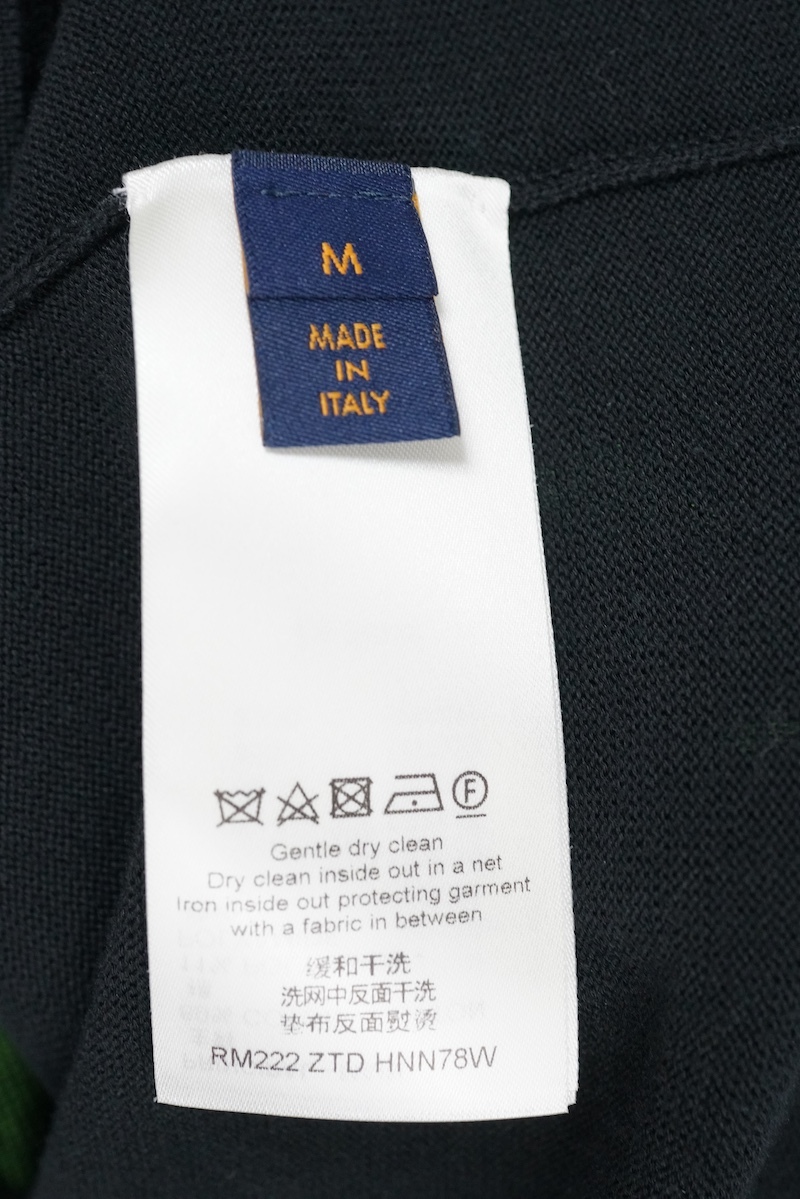 M
MADE
IN
ITALY
F
Gentle dry clean
Dry clean inside out in a net
Iron inside out protecting garment
with a fabric in between
缓和干洗
洗网中反面干洗
垫布反面熨烫
RM222 ZTD HNN78W